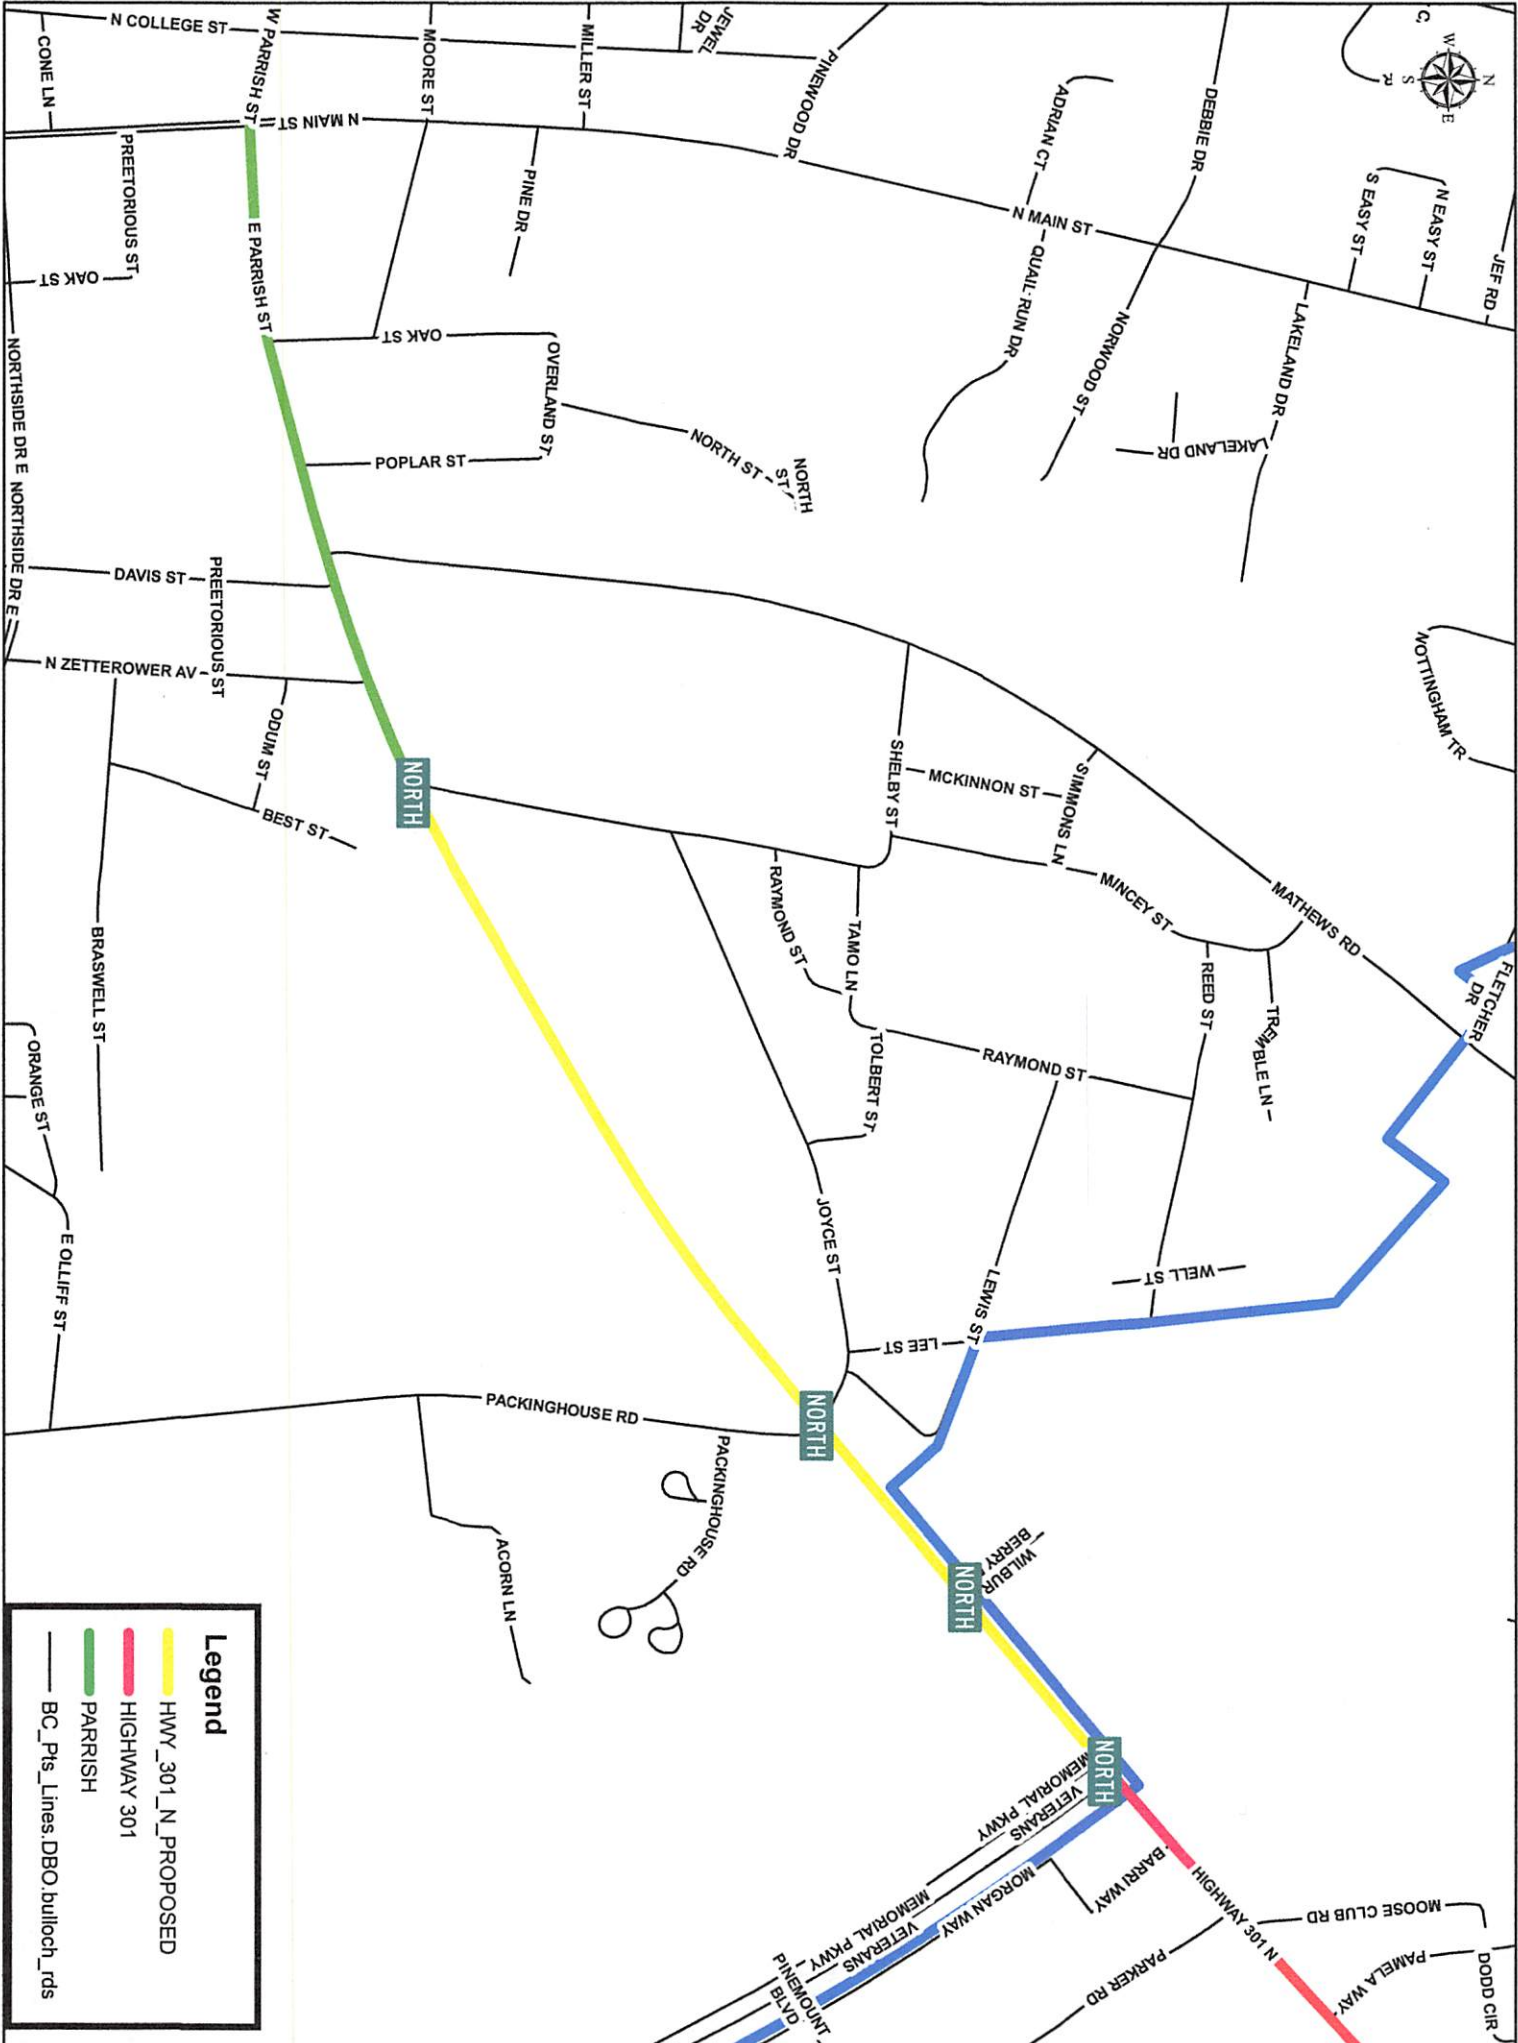 N COLLEGE ST
W PARRISH ST
CONE LN
MOORE ST
MILLER ST
JEWEL
DR
PINEWOOD DR
N MAIN ST
PREETORIOUS ST
OAK ST
E PARRISH ST
PINE DR
OAK ST
OVERLAND ST
POPLAR ST
NORTH ST
NORTH
ST
ADRIAN CT
N MAIN ST
QUAIL RUN DR
DEBBIE DR
NORWOOD ST
LAKELAND DR
LAKELAND DR
S EASY ST
N EASY ST
JEF RD
C
R
N
W
E
S
NOTTINGHAM TR
NORTHSIDE DR E
NORTHSIDE DR E
DAVIS ST
PREETORIOUS ST
N ZETTEROWER AV
ODUM ST
BEST ST
BRASWELL ST
ORANGE ST
E OLLIFF ST
NORTH
SHELBY ST
MCKINNON ST
SIMMONS LN
MINCEY ST
MATHEWS RD
RAYMOND ST
TAMO LN
TOLBERT ST
RAYMOND ST
REED ST
TREMBLE LN
FLETCHER
DR
JOYCE ST
LEWIS ST
LEE ST
WELL ST
PACKINGHOUSE RD
NORTH
PACKINGHOUSE RD
ACORN LN
WILBUR
BERRY
NORTH
NORTH
VETERANS
MEMORIAL PKWY
VETERANS
MEMORIAL PKWY
MORGAN WAY
BARRI WAY
HIGHWAY 301 N
PARKER RD
MOOSE CLUB RD
PAMELA WAY
DODD CIR
PINEMOUNT
BLVD
Legend
HWY_301_N_PROPOSED
HIGHWAY 301
PARRISH
BC_Pts_Lines.DBO.bulloch_rds